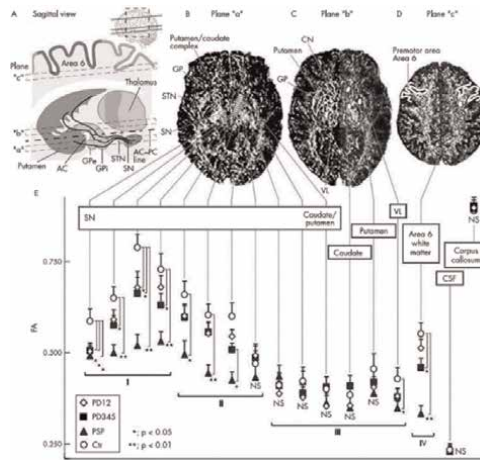 A Sagittal view
Area 6
Plane
"c"
Thalamus
"b"
"a"
Putamen
AC
GPe
GPi
STN
SN
AC-PC
line
B Plane "a"
Putamen/caudate
complex
GP
STN
SN
C Plane "b"
CN
Putamen
GP
VL
D Plane "c"
Premotor area
Area 6
E
SN
Caudate/
putamen
Caudate
Putamen
VL
Area 6
white
matter
CSF
Corpus
callosum
NS
FA
0.750
0.500
0.250
* * *
**
*
**
*
**
*
*
**
*
**
*
NS
NS
NS
NS
NS
NS
*
**
NS
I
II
III
IV
PD12
PD345
PSP
Ctr
*; p < 0.05
**; p < 0.01